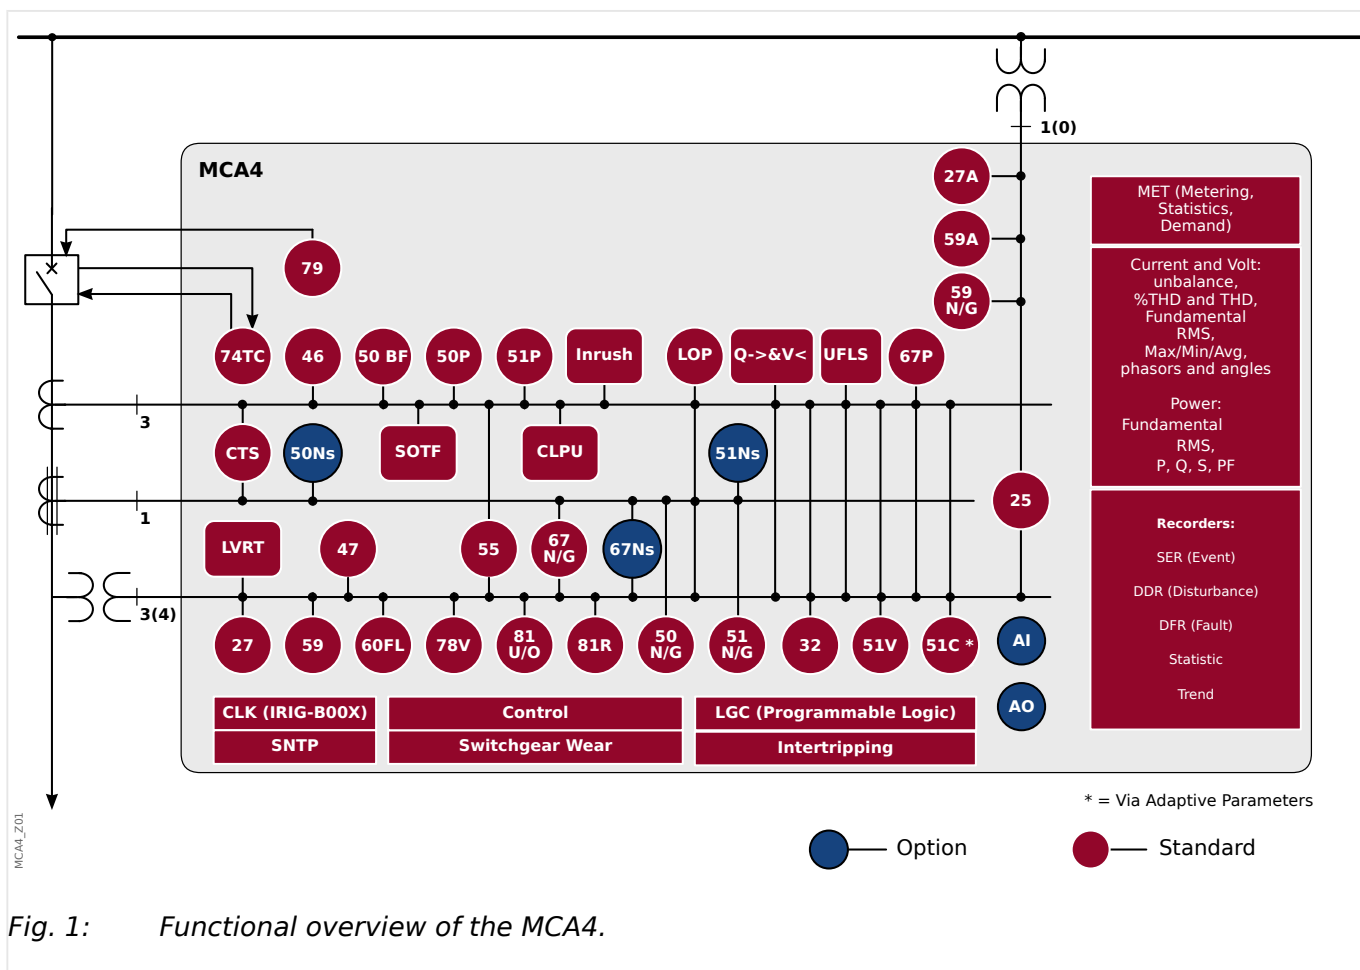 1(0)
MCA4
27A
59A
59
N/G
79
74TC
46
50 BF
50P
51P
Inrush
LOP
Q->&V<
UFLS
67P
3
CTS
50Ns
SOTF
CLPU
51Ns
1
25
LVRT
47
55
67
N/G
67Ns
3(4)
27
59
60FL
78V
81
U/O
81R
50
N/G
51
N/G
32
51V
51C *
AI
AO
CLK (IRIG-B00X)
SNTP
Control
Switchgear Wear
LGC (Programmable Logic)
Intertripping
MET (Metering,
Statistics,
Demand)
Current and Volt:
unbalance,
%THD and THD,
Fundamental
RMS,
Max/Min/Avg,
phasors and angles
Power:
Fundamental
RMS,
P, Q, S, PF
Recorders:
SER (Event)
DDR (Disturbance)
DFR (Fault)
Statistic
Trend
* = Via Adaptive Parameters
Option
Standard
MCA4_Z01
Fig. 1: Functional overview of the MCA4.